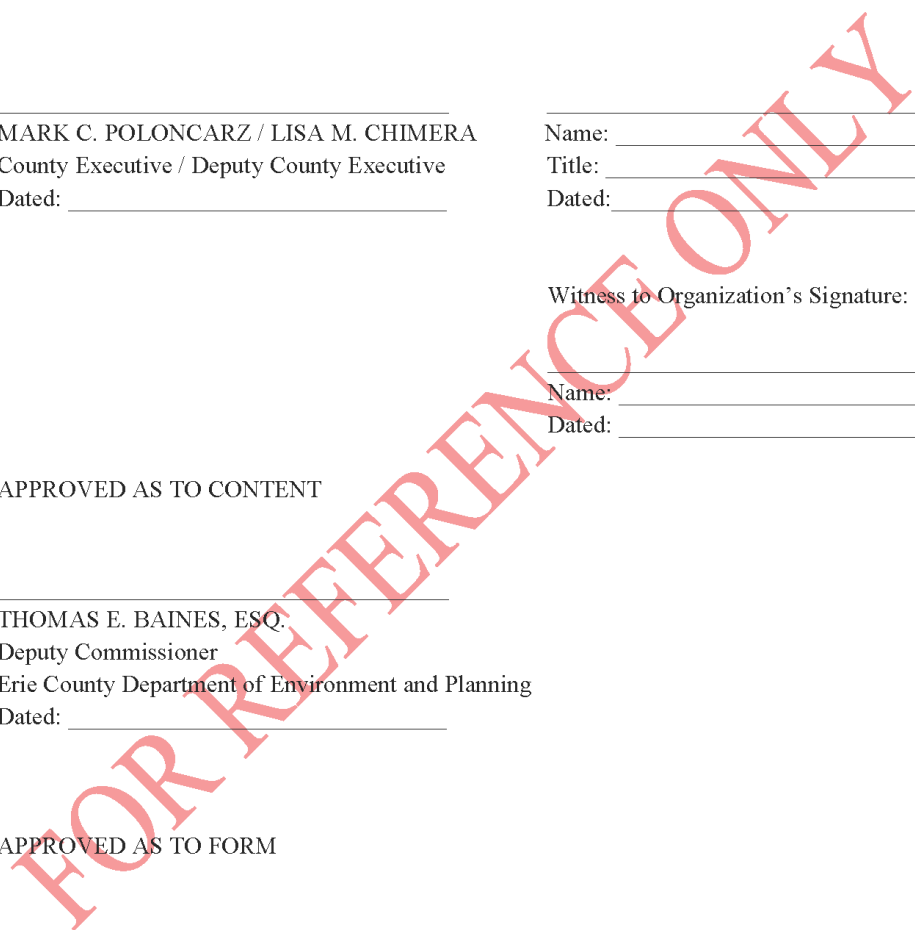 MARK C. POLONCARZ / LISA M. CHIMERA
County Executive / Deputy County Executive
Dated:
Name:
Title:
Dated:
Witness to Organization’s Signature:
Name:
Dated:
APPROVED AS TO CONTENT
THOMAS E. BAINES, ESQ.
Deputy Commissioner
Erie County Department of Environment and Planning
Dated:
APPROVED AS TO FORM
FOR REFERENCE ONLY